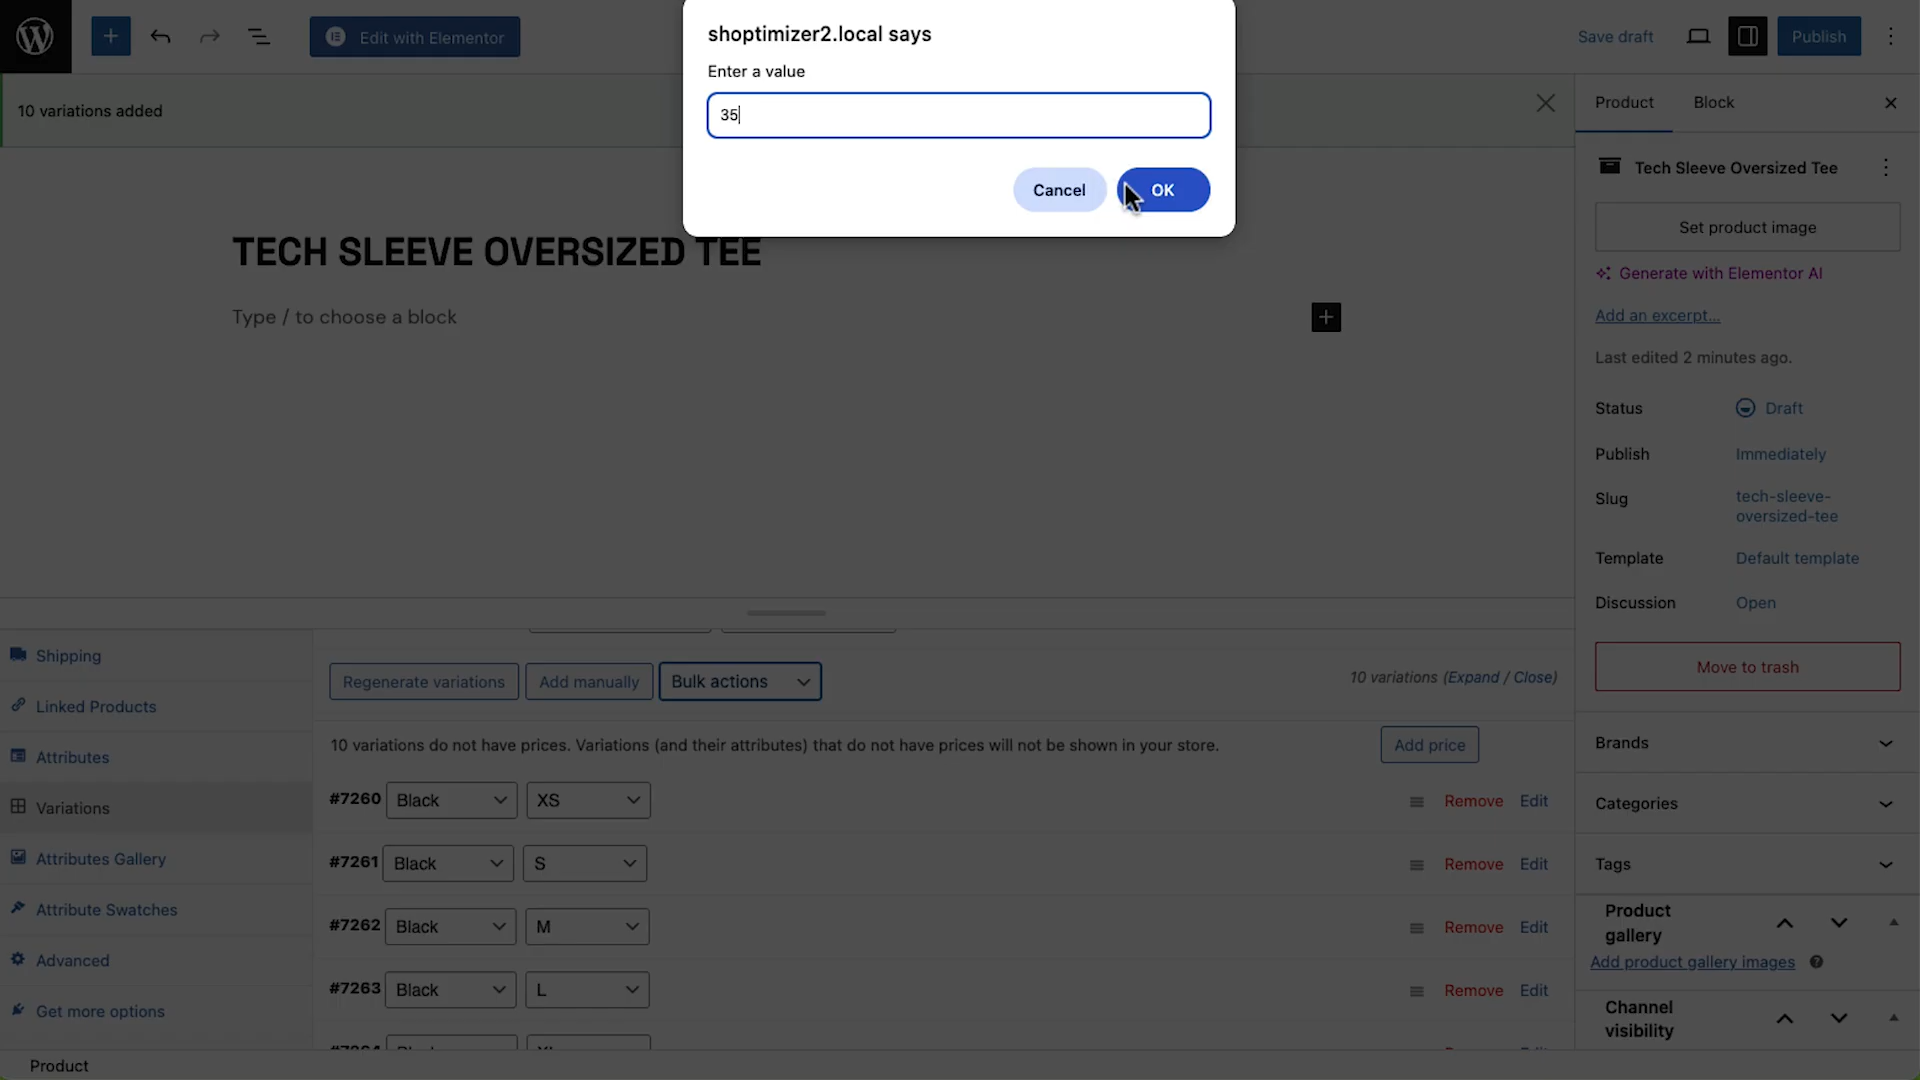 Edit with Elementor
Save draft
Publish
shoptimizer2.local says
Enter a value
35
Cancel
OK
10 variations added
TECH SLEEVE OVERSIZED TEE
Type / to choose a block
Product
Block
Tech Sleeve Oversized Tee
Set product image
Generate with Elementor AI
Add an excerpt...
Last edited 2 minutes ago.
Status
Draft
Publish
Immediately
Slug
tech-sleeve-
oversized-tee
Template
Default template
Discussion
Open
Move to trash
Brands
Categories
Tags
Product
gallery
Add product gallery images
Channel
visibility
Shipping
Linked Products
Attributes
Variations
Attributes Gallery
Attribute Swatches
Advanced
Get more options
Regenerate variations
Add manually
Bulk actions
10 variations (Expand / Close)
10 variations do not have prices. Variations (and their attributes) that do not have prices will not be shown in your store.
Add price
#7260 Black XS Remove Edit
#7261 Black S Remove Edit
#7262 Black M Remove Edit
#7263 Black L Remove Edit
Product